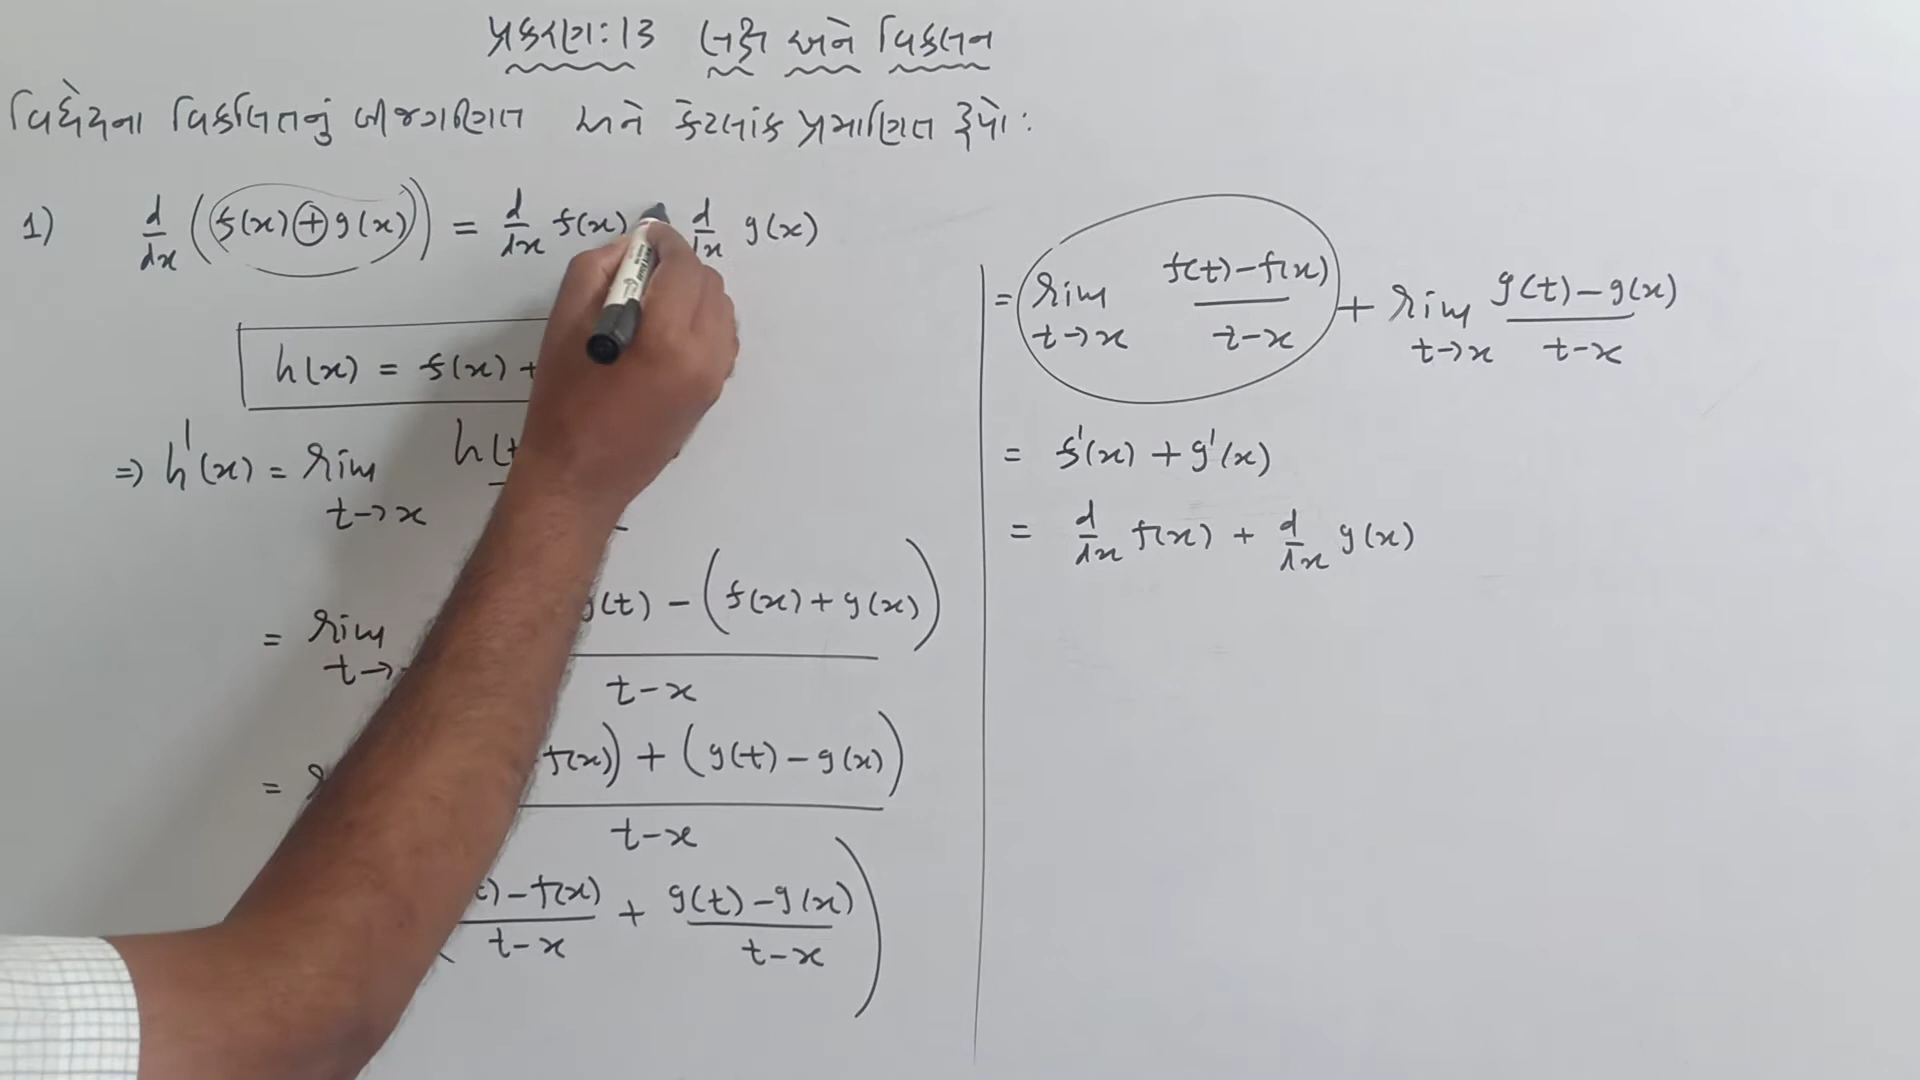 પ્રકરણ : 13 લક્ષ અને વિકલન
વિધેયના વિકલિતનું બીજગણિત અને કેટલાંક પ્રમાણિત રૂપો :
1) d/dx (f(x) + g(x)) = d/dx f(x) d/dx g(x)
h(x) = f(x) +
⇒ h'(x) = lim t→x h(t
= lim t→ g(t) - (f(x) + g(x)) / t-x
= f(x)) + (g(t) - g(x)) / t-x
t) - f(x) / t-x + g(t) - g(x) / t-x )
= lim t→x f(t) - f(x) / t-x + lim t→x g(t) - g(x) / t-x
= f'(x) + g'(x)
= d/dx f(x) + d/dx g(x)